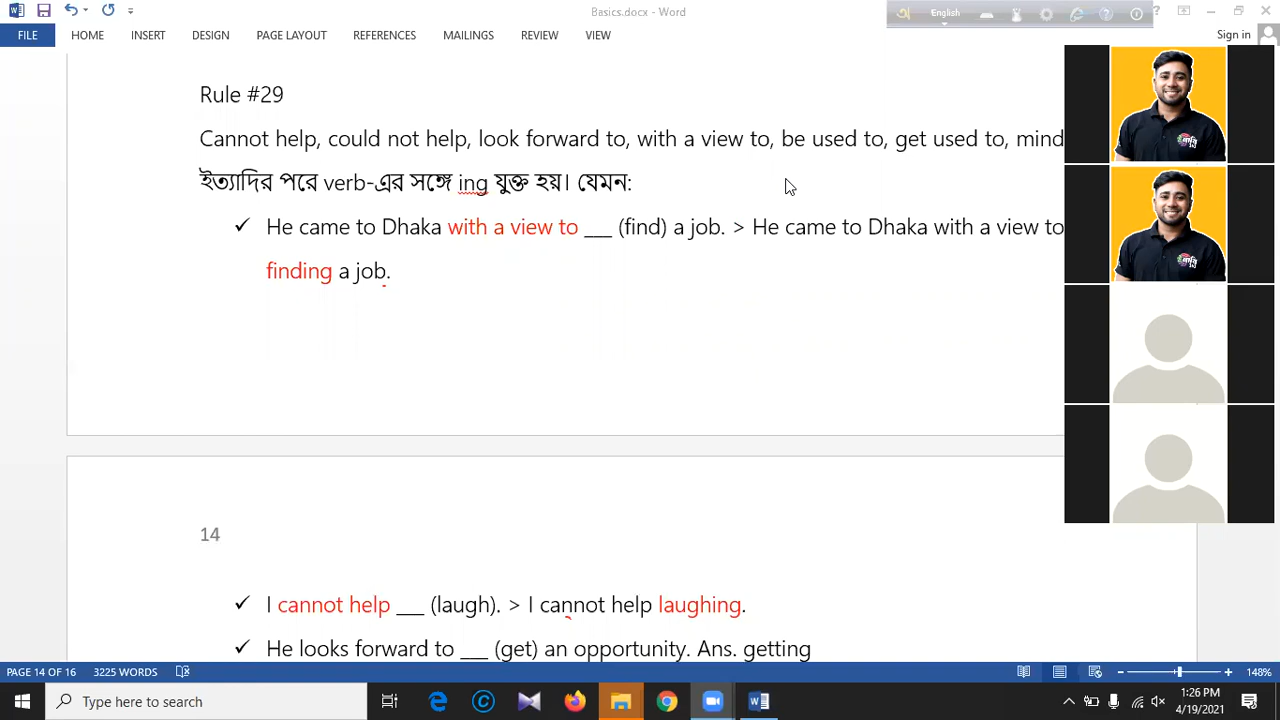 Basics.docx - Word
English
FILE HOME INSERT DESIGN PAGE LAYOUT REFERENCES MAILINGS REVIEW VIEW Sign in
Rule #29
Cannot help, could not help, look forward to, with a view to, be used to, get used to, mind
ইত্যাদির পরে verb-এর সঙ্গে ing যুক্ত হয়। যেমন:
✓ He came to Dhaka with a view to ___ (find) a job. > He came to Dhaka with a view to
finding a job.
14
✓ I cannot help ___ (laugh). > I cannot help laughing.
✓ He looks forward to ___ (get) an opportunity. Ans. getting
PAGE 14 OF 16 3225 WORDS 148%
Type here to search
1:26 PM
4/19/2021